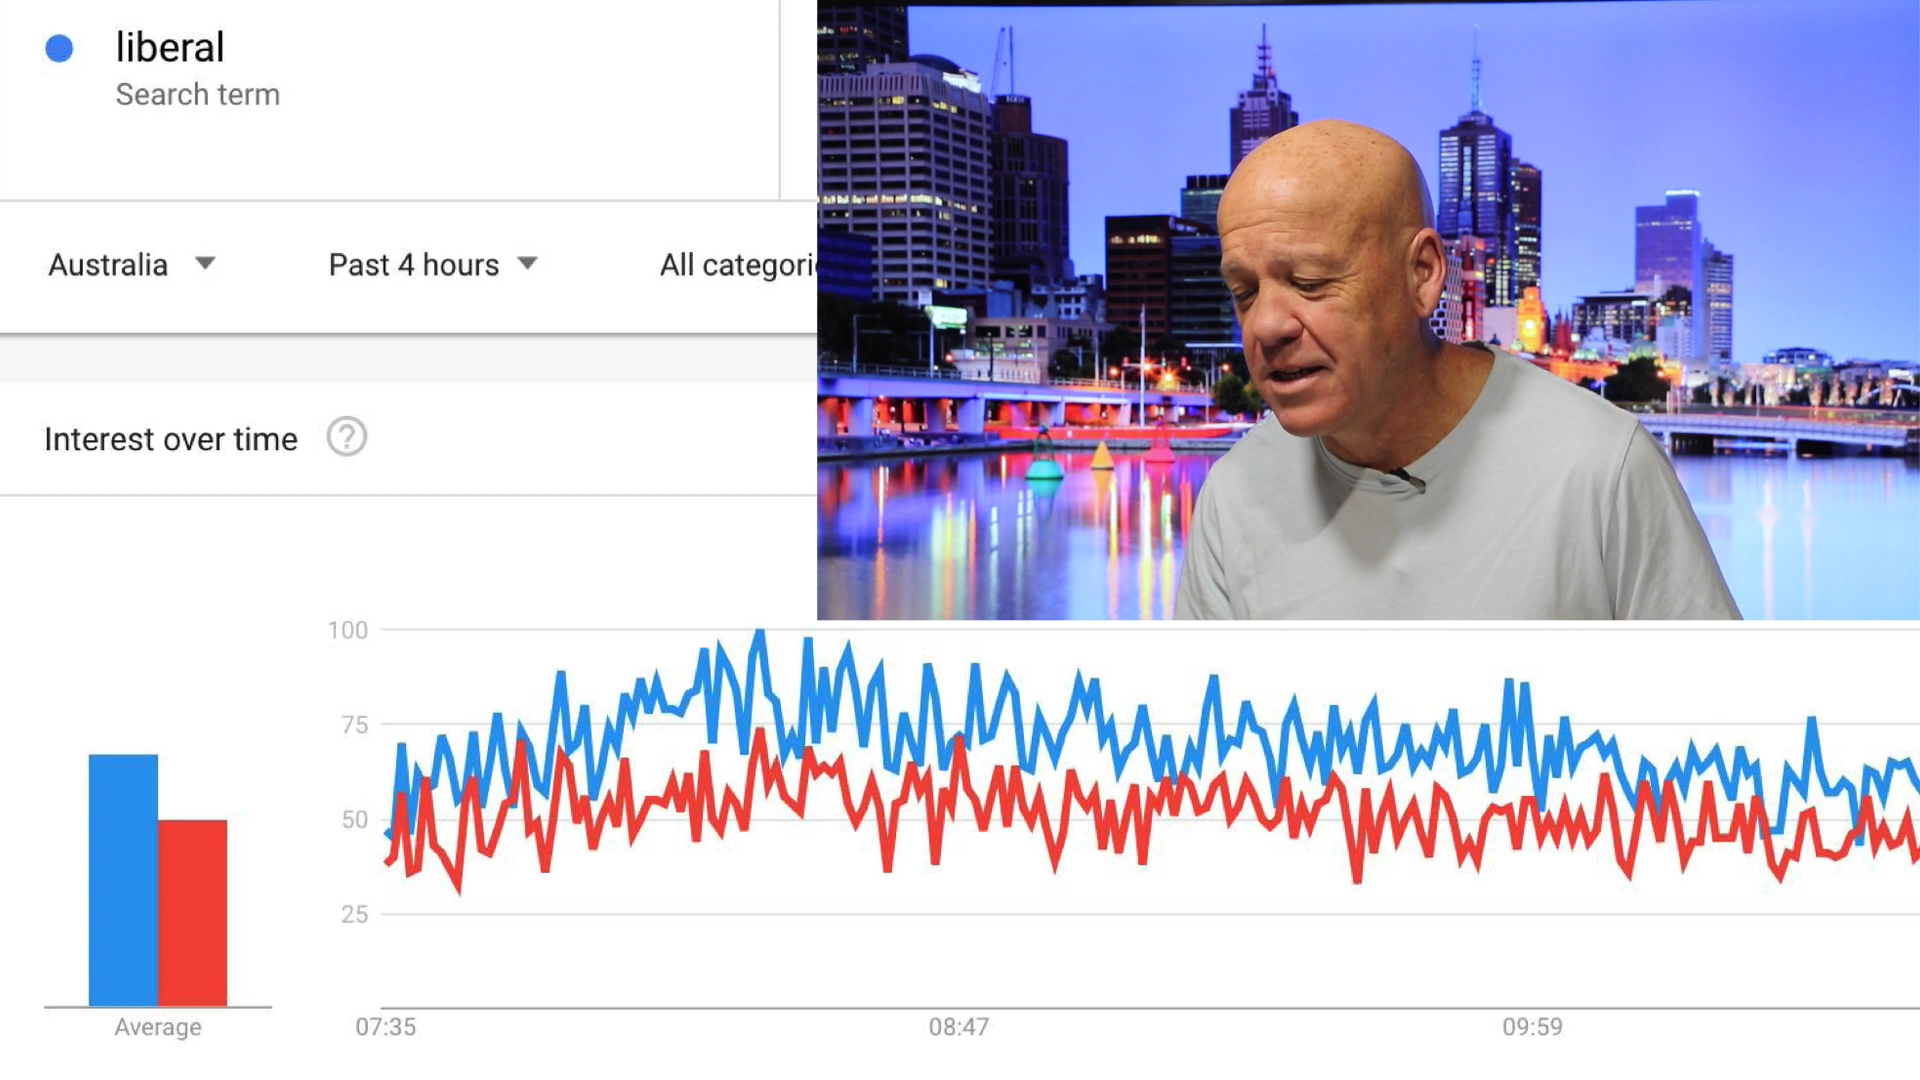 liberal
Search term
Australia
Past 4 hours
All categori
Interest over time
?
100
75
50
25
Average
07:35
08:47
09:59